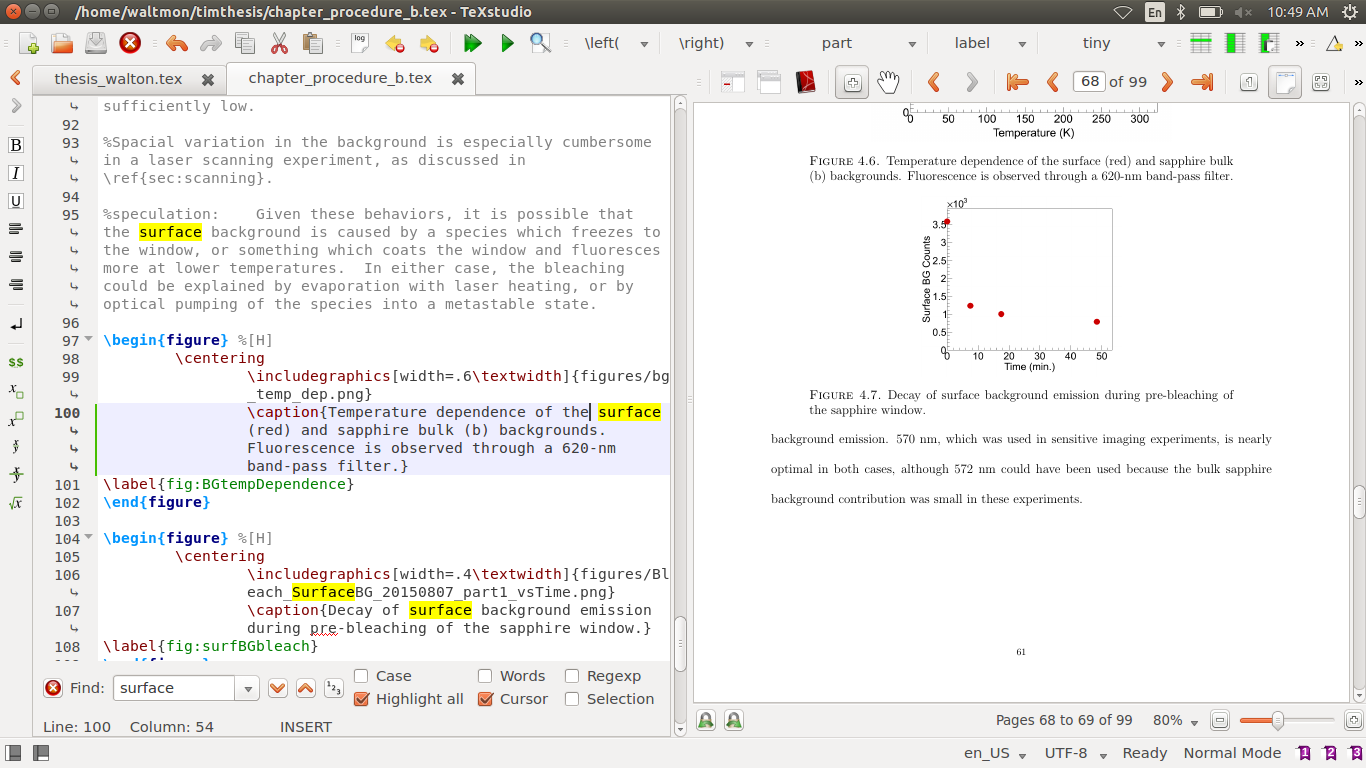 /home/waltmon/timthesis/chapter_procedure_b.tex - TeXstudio
En
10:49 AM
log
\left(
\right)
part
label
tiny
»
»
thesis_walton.tex
chapter_procedure_b.tex
68 of 99
»
B
I
U
$$
sufficiently low.
92
93 %Spacial variation in the background is especially cumbersome
in a laser scanning experiment, as discussed in
\ref{sec:scanning}.
94
95 %speculation: Given these behaviors, it is possible that
the surface background is caused by a species which freezes to
the window, or something which coats the window and fluoresces
more at lower temperatures. In either case, the bleaching
could be explained by evaporation with laser heating, or by
optical pumping of the species into a metastable state.
96
97 \begin{figure} %[H]
98 \centering
99 \includegraphics[width=.6\textwidth]{figures/bg
_temp_dep.png}
100 \caption{Temperature dependence of the surface
(red) and sapphire bulk (b) backgrounds.
Fluorescence is observed through a 620-nm
band-pass filter.}
101 \label{fig:BGtempDependence}
102 \end{figure}
103
104 \begin{figure} %[H]
105 \centering
106 \includegraphics[width=.4\textwidth]{figures/Bl
each_SurfaceBG_20150807_part1_vsTime.png}
107 \caption{Decay of surface background emission
during pre-bleaching of the sapphire window.}
108 \label{fig:surfBGbleach}
Find: surface
Case
Words
Regexp
Highlight all
Cursor
Selection
Line: 100 Column: 54 INSERT
0
0 50 100 150 200 250 300
Temperature (K)
FIGURE 4.6. Temperature dependence of the surface (red) and sapphire bulk
(b) backgrounds. Fluorescence is observed through a 620-nm band-pass filter.
×10³
3.5
3
2.5
2
1.5
1
0.5
0
Surface BG Counts
0 10 20 30 40 50
Time (min.)
FIGURE 4.7. Decay of surface background emission during pre-bleaching of
the sapphire window.
background emission. 570 nm, which was used in sensitive imaging experiments, is nearly
optimal in both cases, although 572 nm could have been used because the bulk sapphire
background contribution was small in these experiments.
61
Pages 68 to 69 of 99 80%
en_US UTF-8 Ready Normal Mode 1 2 3